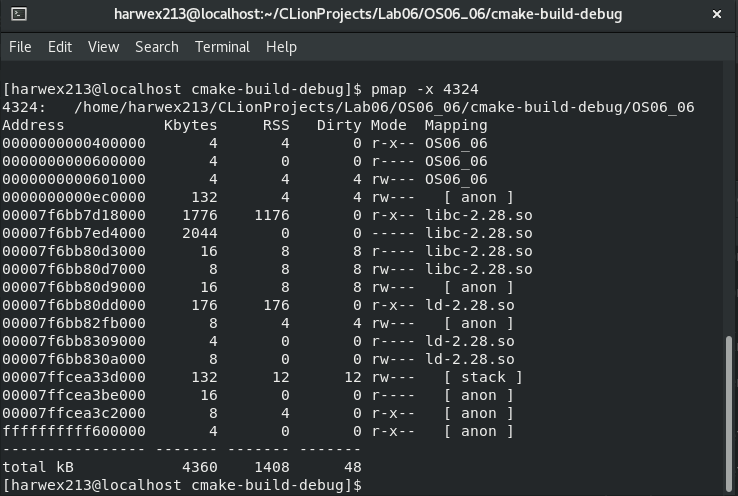 harwex213@localhost:~/CLionProjects/Lab06/OS06_06/cmake-build-debug ×
File Edit View Search Terminal Help
[harwex213@localhost cmake-build-debug]$ pmap -x 4324
4324:   /home/harwex213/CLionProjects/Lab06/OS06_06/cmake-build-debug/OS06_06
Address           Kbytes     RSS   Dirty Mode  Mapping
0000000000400000       4       4       0 r-x-- OS06_06
0000000000600000       4       0       0 r---- OS06_06
0000000000601000       4       4       4 rw--- OS06_06
0000000000ec0000     132       4       4 rw---   [ anon ]
00007f6bb7d18000    1776    1176       0 r-x-- libc-2.28.so
00007f6bb7ed4000    2044       0       0 ----- libc-2.28.so
00007f6bb80d3000      16       8       8 r---- libc-2.28.so
00007f6bb80d7000       8       8       8 rw--- libc-2.28.so
00007f6bb80d9000      16       8       8 rw---   [ anon ]
00007f6bb80dd000     176     176       0 r-x-- ld-2.28.so
00007f6bb82fb000       8       4       4 rw---   [ anon ]
00007f6bb8309000       4       0       0 r---- ld-2.28.so
00007f6bb830a000       8       0       0 rw--- ld-2.28.so
00007ffcea33d000     132      12      12 rw---   [ stack ]
00007ffcea3be000      16       0       0 r----   [ anon ]
00007ffcea3c2000       8       4       0 r-x--   [ anon ]
ffffffffff600000       4       0       0 r-x--   [ anon ]
---------------- ------- ------- -------
total kB            4360    1408      48
[harwex213@localhost cmake-build-debug]$